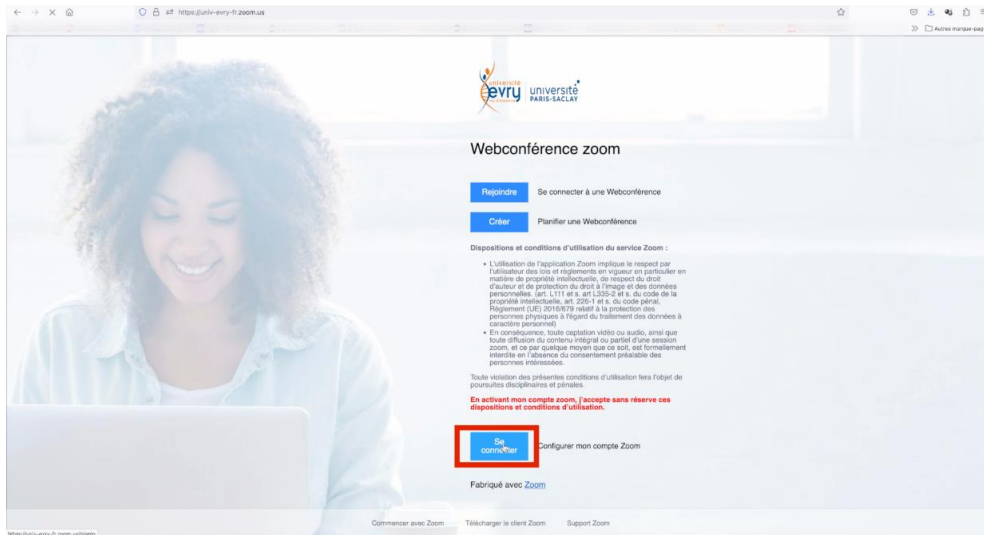 https://univ-evry-fr.zoom.us
Autres marque-pag
université
evry
université
PARIS-SACLAY
Webconférence zoom
Rejoindre Se connecter à une Webconférence
Créer Planifier une Webconférence
Dispositions et conditions d'utilisation du service Zoom :
• L'utilisation de l'application Zoom implique le respect par
l'utilisateur des lois et règlements en vigueur en particulier en
matière de propriété intellectuelle, de respect du droit
d'auteur et de protection du droit à l'image et des données
personnelles. (art. L111 et s. art L335-2 et s. du code de la
propriété intellectuelle, art. 226-1 et s. du code pénal,
Règlement (UE) 2016/679 relatif à la protection des
personnes physiques à l'égard du traitement des données à
caractère personnel)
• En conséquence, toute captation vidéo ou audio, ainsi que
toute diffusion du contenu intégral ou partiel d'une session
zoom, et ce par quelque moyen que ce soit, est formellement
interdite en l'absence du consentement préalable des
personnes intéressées.
Toute violation des présentes conditions d'utilisation fera l'objet de
poursuites disciplinaires et pénales.
En activant mon compte zoom, j'accepte sans réserve ces
dispositions et conditions d'utilisation.
Se
connecter
Configurer mon compte Zoom
Fabriqué avec Zoom
Commencer avec Zoom Télécharger le client Zoom Support Zoom